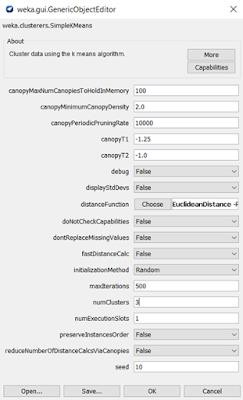 weka.gui.GenericObjectEditor
weka.clusterers.SimpleKMeans
About
Cluster data using the k means algorithm.
More
Capabilities
canopyMaxNumCanopiesToHoldInMemory 100
canopyMinimumCanopyDensity 2.0
canopyPeriodicPruningRate 10000
canopyT1 -1.25
canopyT2 -1.0
debug False
displayStdDevs False
distanceFunction Choose EuclideanDistance -R
doNotCheckCapabilities False
dontReplaceMissingValues False
fastDistanceCalc False
initializationMethod Random
maxIterations 500
numClusters 3
numExecutionSlots 1
preserveInstancesOrder False
reduceNumberOfDistanceCalcsViaCanopies False
seed 10
Open... Save... OK Cancel